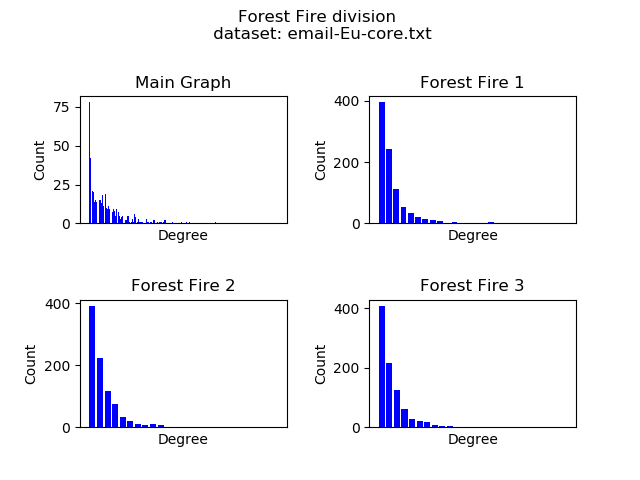 Forest Fire division
dataset: email-Eu-core.txt
Main Graph
75
50
25
0
Count
Degree
Forest Fire 1
400
200
0
Count
Degree
Forest Fire 2
400
200
0
Count
Degree
Forest Fire 3
400
200
0
Count
Degree